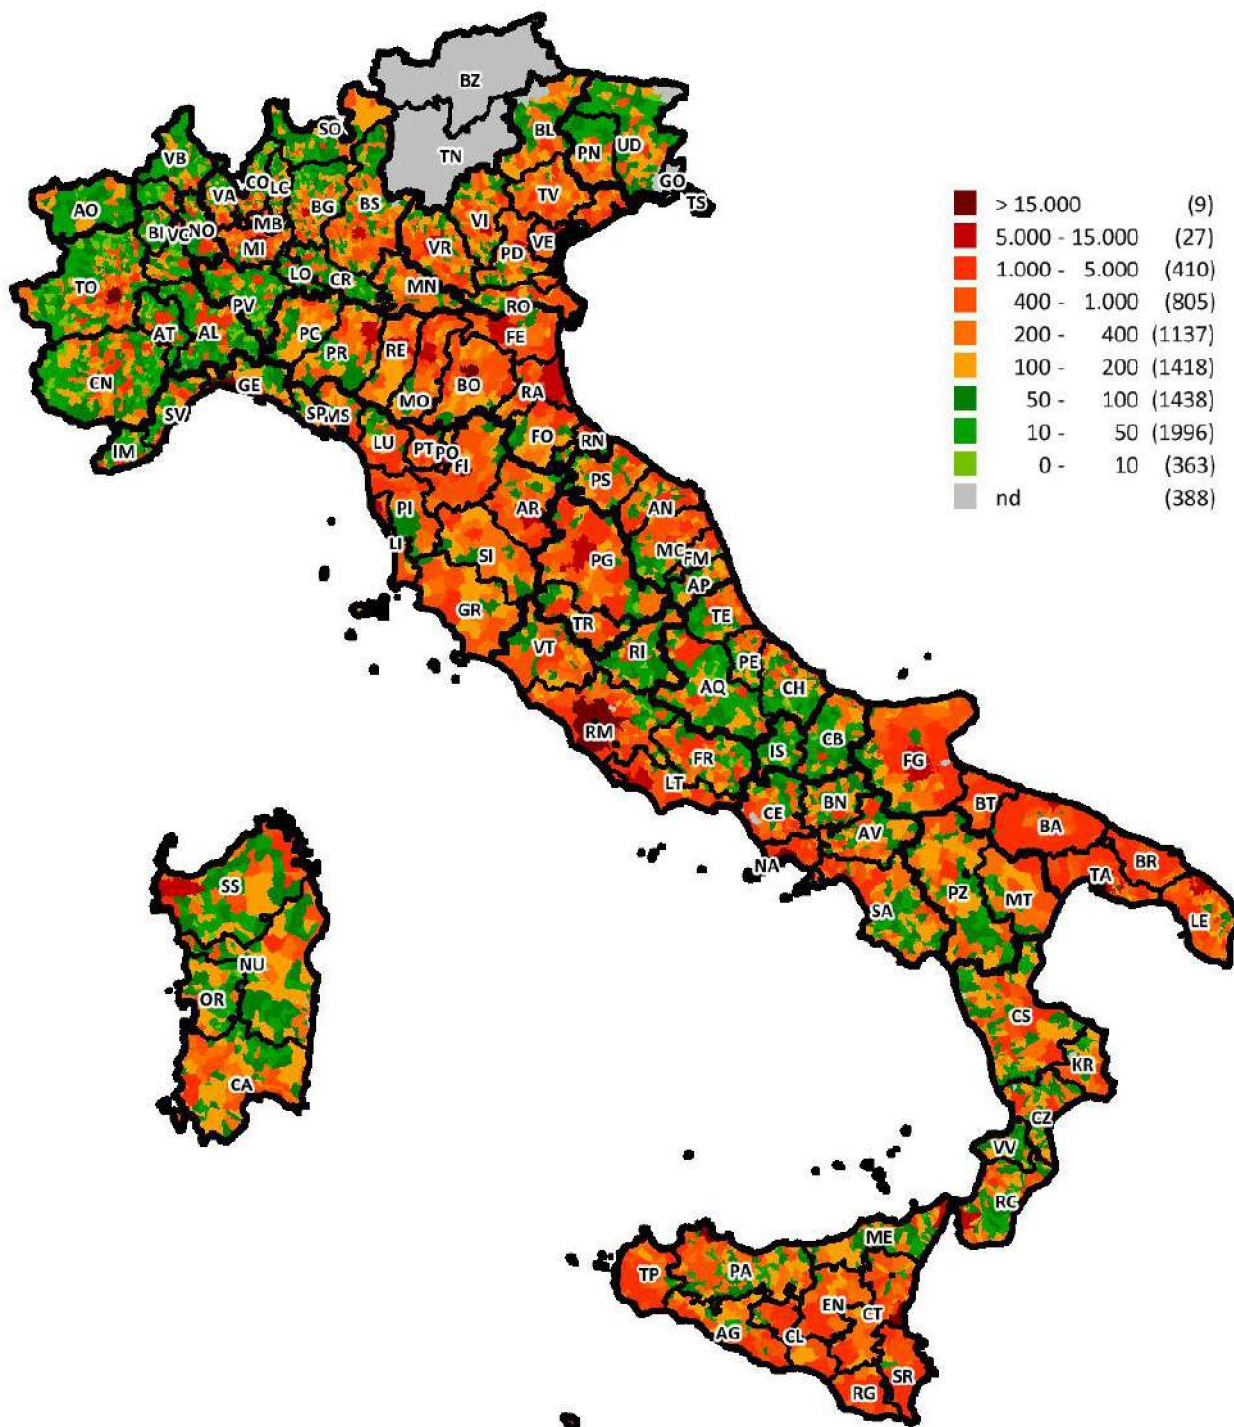 BZ
SO
TN
BL
PN
UD
VB
GO
TS
CO
LC
VA
AO
BG
BS
TV
VI
BI
VC
NO
MB
MI
VR
VE
PD
LO
CR
TO
MN
PV
RO
AT
AL
PC
FE
PR
RE
CN
GE
MO
BO
RA
SV
SP
MS
LU
PT
PO
FI
FO
RN
IM
PS
PI
AR
AN
LI
SI
PG
MC
FM
AP
GR
TR
TE
VT
RI
PE
AQ
CH
RM
IS
CB
FR
FG
LT
CE
BN
BT
BA
AV
NA
BR
TA
SS
SA
PZ
MT
LE
NU
OR
CS
CA
KR
CZ
VV
RC
ME
TP
PA
EN
CT
AG
CL
SR
RG
> 15.000 (9)
5.000 - 15.000 (27)
1.000 - 5.000 (410)
400 - 1.000 (805)
200 - 400 (1137)
100 - 200 (1418)
50 - 100 (1438)
10 - 50 (1996)
0 - 10 (363)
nd (388)